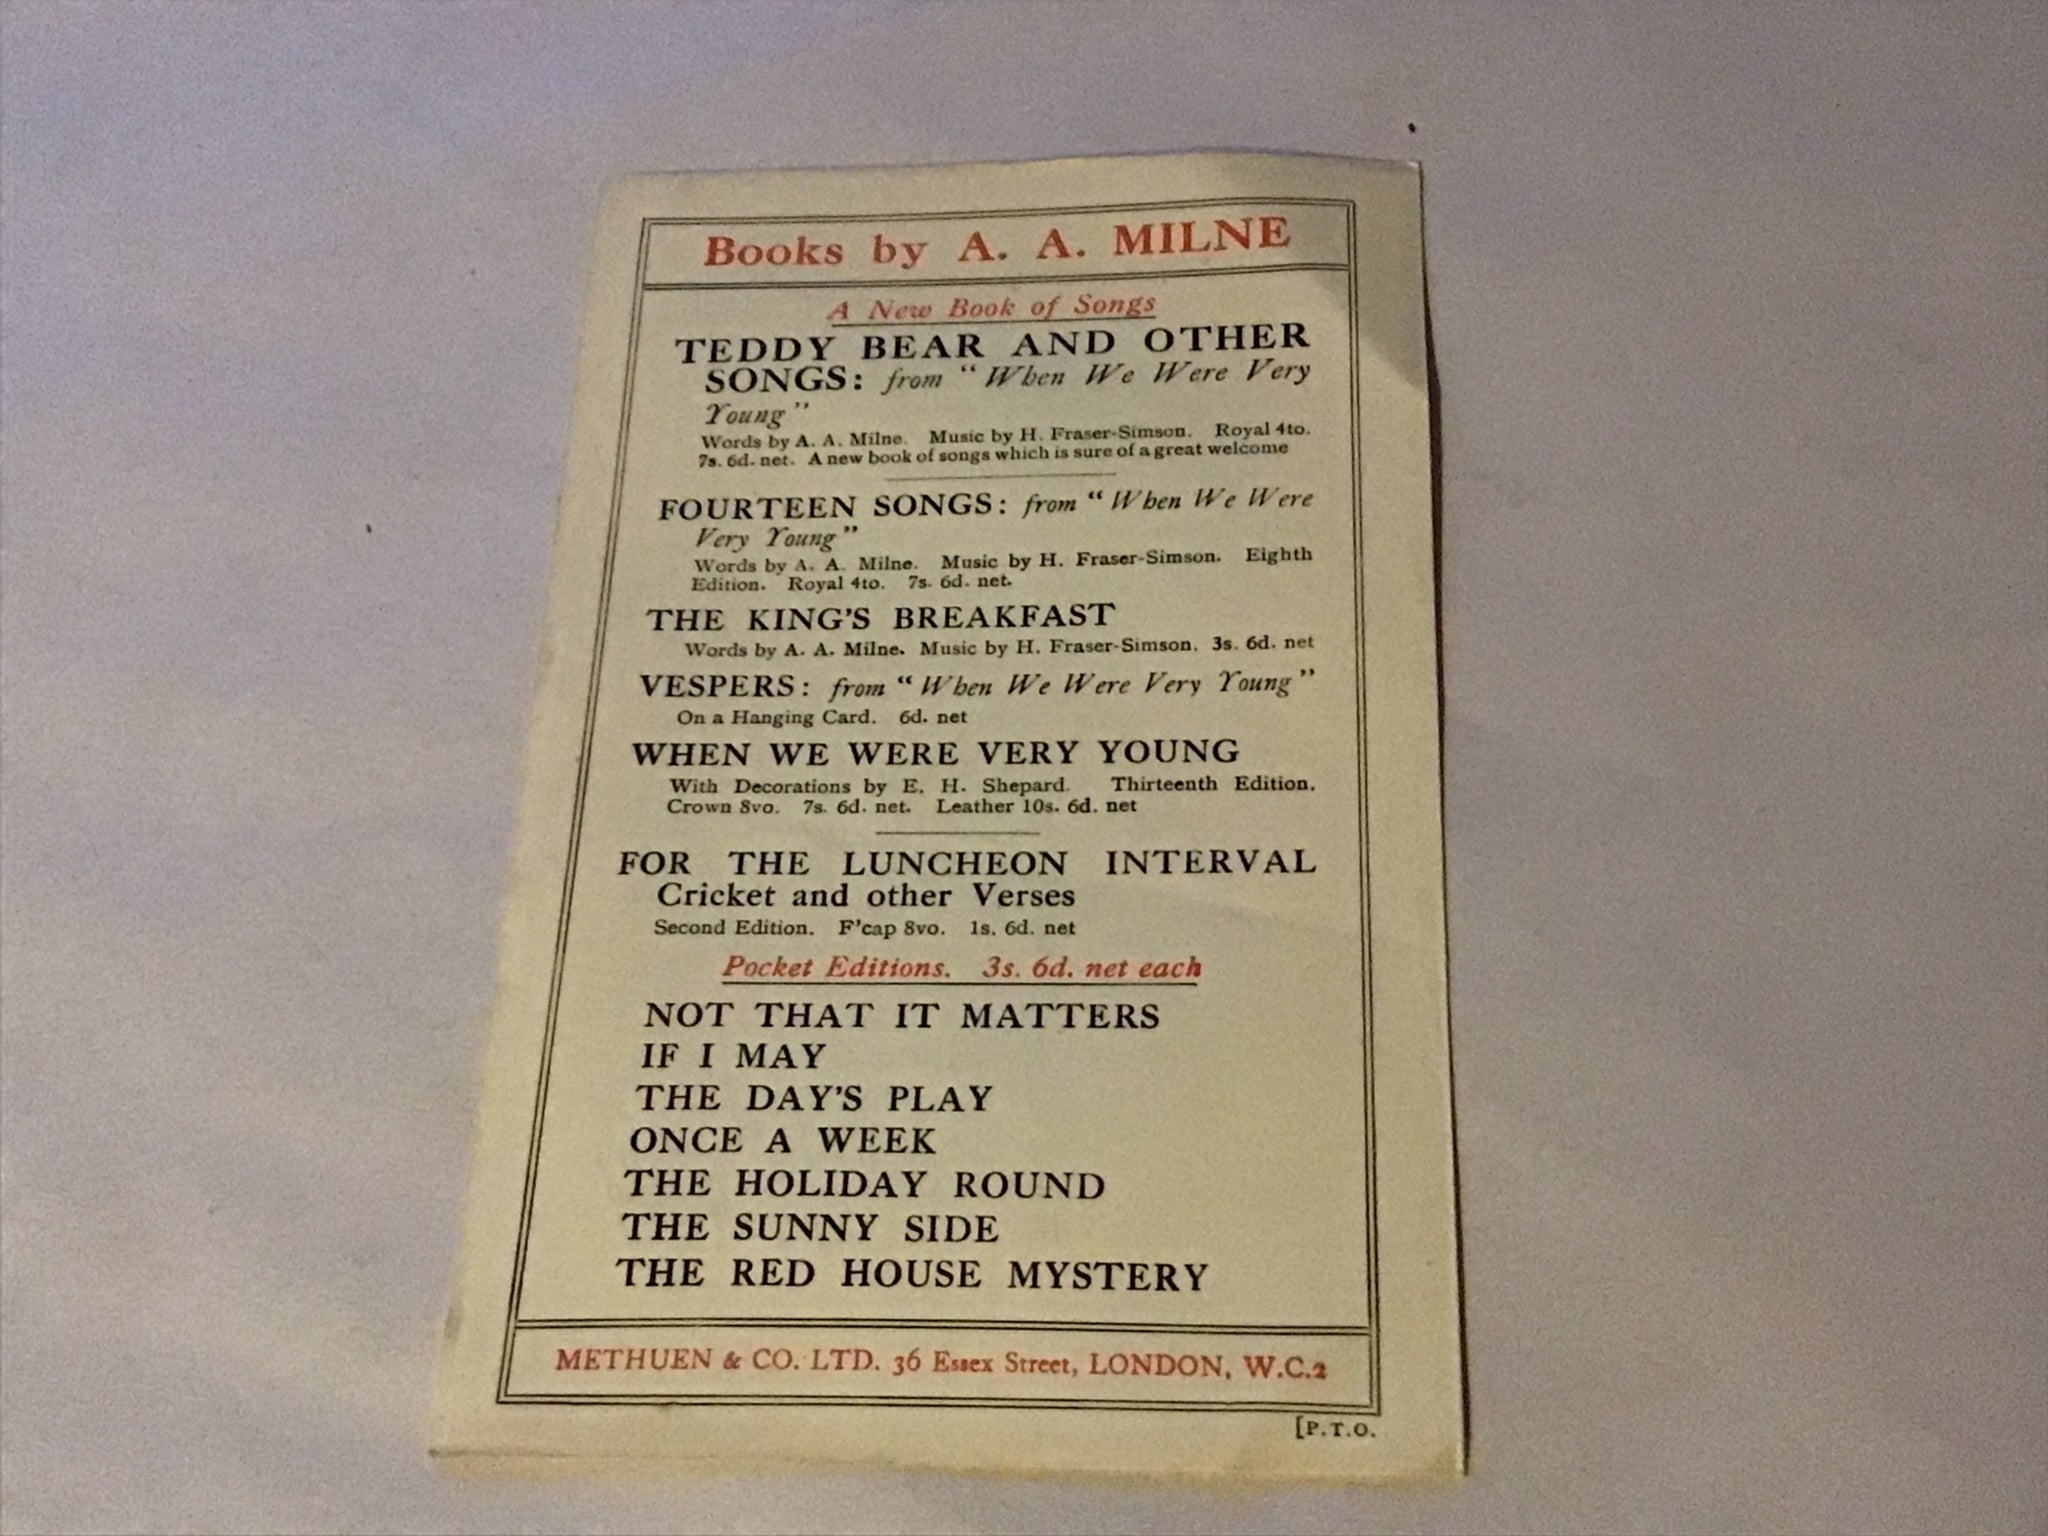 Books by A. A. MILNE
A New Book of Songs
TEDDY BEAR AND OTHER
SONGS: from "When We Were Very
Young"
Words by A. A. Milne. Music by H. Fraser-Simson. Royal 4to.
7s. 6d. net. A new book of songs which is sure of a great welcome
FOURTEEN SONGS: from "When We Were
Very Young"
Words by A. A. Milne. Music by H. Fraser-Simson. Eighth
Edition. Royal 4to. 7s. 6d. net.
THE KING'S BREAKFAST
Words by A. A. Milne. Music by H. Fraser-Simson. 3s. 6d. net
VESPERS: from "When We Were Very Young"
On a Hanging Card. 6d. net
WHEN WE WERE VERY YOUNG
With Decorations by E. H. Shepard. Thirteenth Edition.
Crown 8vo. 7s. 6d. net. Leather 10s. 6d. net
FOR THE LUNCHEON INTERVAL
Cricket and other Verses
Second Edition. F'cap 8vo. 1s. 6d. net
Pocket Editions. 3s. 6d. net each
NOT THAT IT MATTERS
IF I MAY
THE DAY'S PLAY
ONCE A WEEK
THE HOLIDAY ROUND
THE SUNNY SIDE
THE RED HOUSE MYSTERY
METHUEN & CO. LTD. 36 Essex Street, LONDON, W.C.2
[P.T.O.